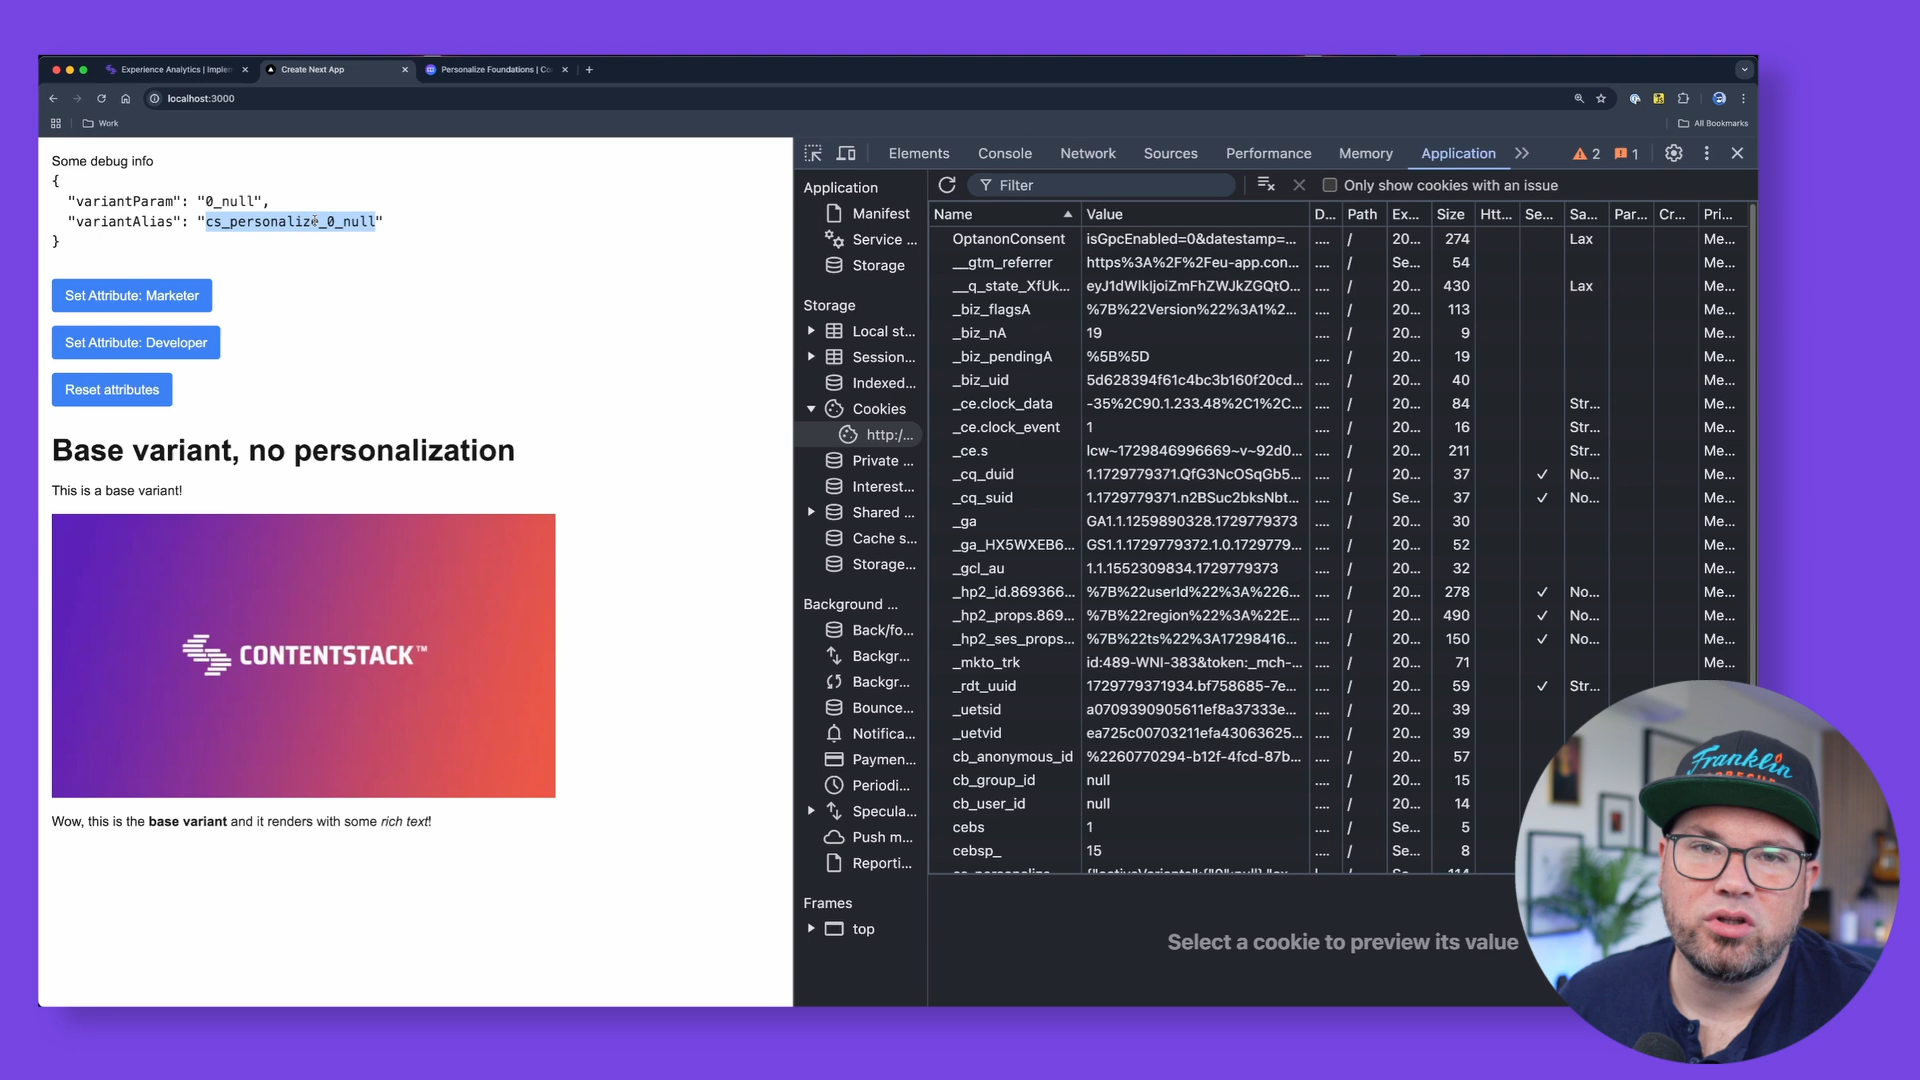 Experience Analytics | Implen
Create Next App
Personalize Foundations | Co
localhost:3000
Work
All Bookmarks
Some debug info
{
"variantParam": "0_null",
"variantAlias": "cs_personalize_0_null"
}
Set Attribute: Marketer
Set Attribute: Developer
Reset attributes
Base variant, no personalization
This is a base variant!
CONTENTSTACK™
Wow, this is the base variant and it renders with some rich text!
Elements Console Network Sources Performance Memory Application 2 1
Application
Manifest
Service ...
Storage
Storage
Local st...
Session...
Indexed...
Cookies
http:/...
Private ...
Interest...
Shared ...
Cache s...
Storage...
Background ...
Back/fo...
Backgr...
Backgr...
Bounce...
Notifica...
Paymen...
Periodi...
Specula...
Push m...
Reporti...
Frames
top
Filter
Only show cookies with an issue
Name Value D... Path Ex... Size Htt... Se... Sa... Par... Cr... Pri...
OptanonConsent isGpcEnabled=0&datestamp=... .... / 20... 274 Lax Me...
__gtm_referrer https%3A%2F%2Feu-app.con... .... / Se... 54 Me...
__q_state_XfUk... eyJ1dWlkIjoiZmFhZWJkZGQtO... .... / 20... 430 Lax Me...
_biz_flagsA %7B%22Version%22%3A1%2... .... / 20... 113 Me...
_biz_nA 19 .... / 20... 9 Me...
_biz_pendingA %5B%5D .... / 20... 19 Me...
_biz_uid 5d628394f61c4bc3b160f20cd... .... / 20... 40 Me...
_ce.clock_data -35%2C90.1.233.48%2C1%2C... .... / 20... 84 Str... Me...
_ce.clock_event 1 .... / 20... 16 Str... Me...
_ce.s lcw~1729846996669~v~92d0... .... / 20... 211 Str... Me...
_cq_duid 1.1729779371.QfG3NcOSqGb5... .... / 20... 37 ✓ No... Me...
_cq_suid 1.1729779371.n2BSuc2bksNbt... .... / Se... 37 ✓ No... Me...
_ga GA1.1.1259890328.1729779373 .... / 20... 30 Me...
_ga_HX5WXEB6... GS1.1.1729779372.1.0.1729779... .... / 20... 52 Me...
_gcl_au 1.1.1552309834.1729779373 .... / 20... 32 Me...
_hp2_id.869366... %7B%22userId%22%3A%226... .... / 20... 278 ✓ No... Me...
_hp2_props.869... %7B%22region%22%3A%22E... .... / 20... 490 ✓ No... Me...
_hp2_ses_props... %7B%22ts%22%3A17298416... .... / 20... 150 ✓ No... Me...
_mkto_trk id:489-WNI-383&token:_mch-... .... / 20... 71 Me...
_rdt_uuid 1729779371934.bf758685-7e... .... / 20... 59 ✓ Str...
_uetsid a0709390905611ef8a37333e... .... / 20... 39
_uetvid ea725c00703211efa43063625... .... / 20... 39
cb_anonymous_id %2260770294-b12f-4fcd-87b... .... / 20... 57
cb_group_id null .... / 20... 15
cb_user_id null .... / 20... 14
cebs 1 .... / Se... 5
cebsp_ 15 .... / Se... 8
Select a cookie to preview its value
Franklin